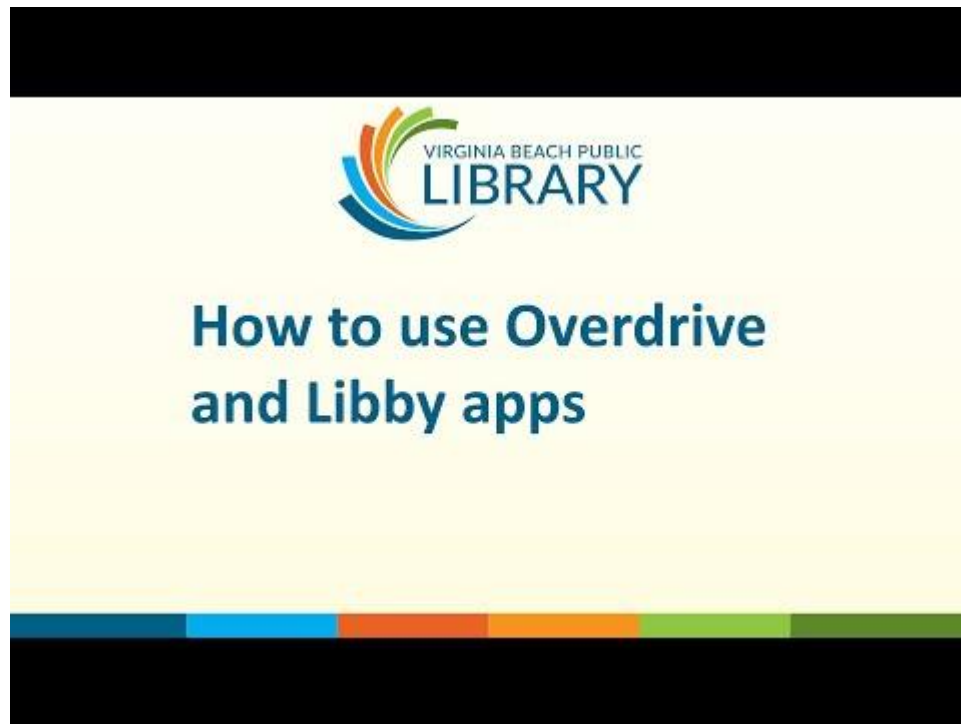 VIRGINIA BEACH PUBLIC
LIBRARY
How to use Overdrive
and Libby apps